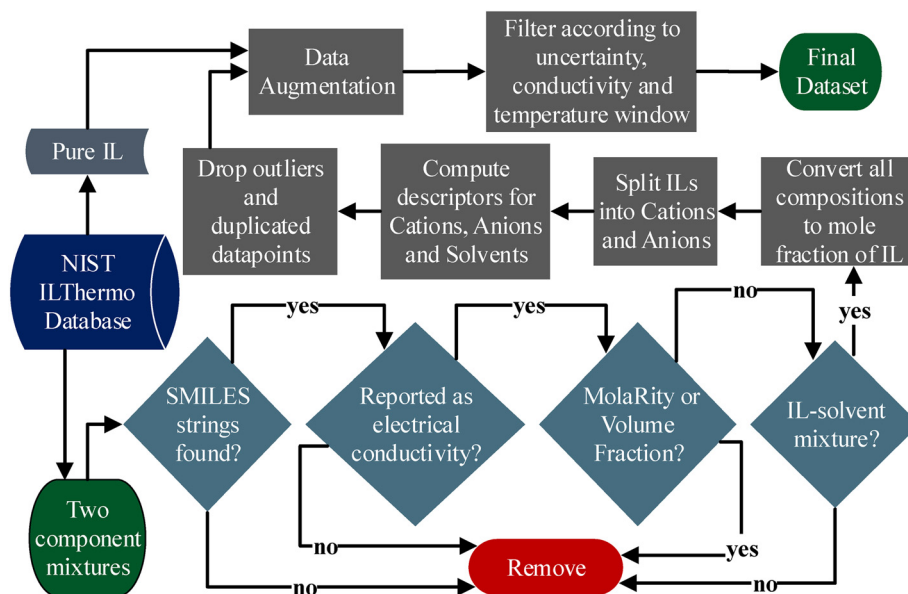 Data
Augmentation
Filter according to
uncertainty,
conductivity and
temperature window
Final
Dataset
Pure IL
Drop outliers
and
duplicated
datapoints
Compute
descriptors for
Cations, Anions
and Solvents
Split ILs
into Cations
and Anions
Convert all
compositions
to mole
fraction of IL
NIST
ILThermo
Database
yes
yes
no
yes
SMILES
strings
found?
Reported as
electrical
conductivity?
MolaRity or
Volume
Fraction?
IL-solvent
mixture?
Two
component
mixtures
no
no
Remove
yes
no